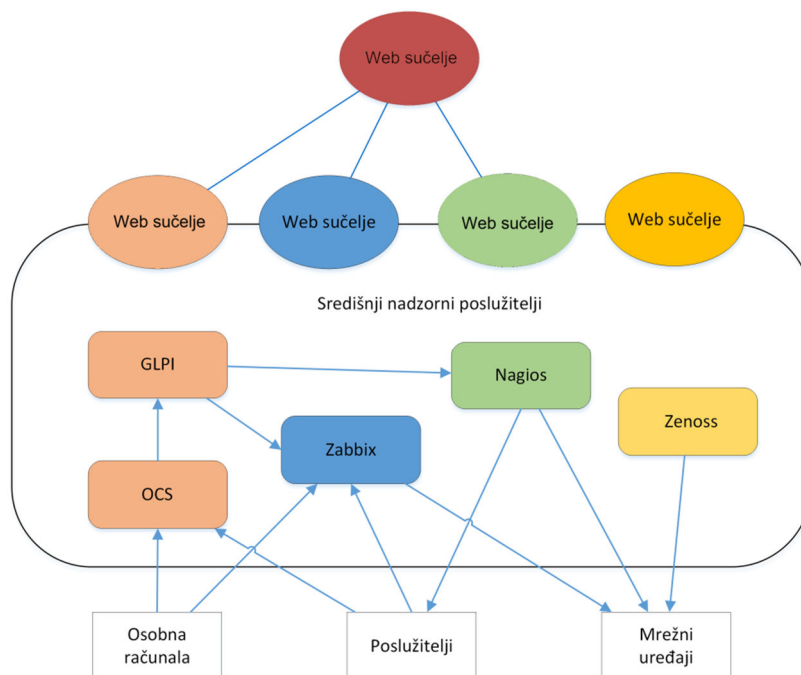 Web sučelje
Web sučelje
Web sučelje
Web sučelje
Web sučelje
Središnji nadzorni poslužitelji
GLPI
Nagios
Zenoss
Zabbix
OCS
Osobna
računala
Poslužitelji
Mrežni
uređaji